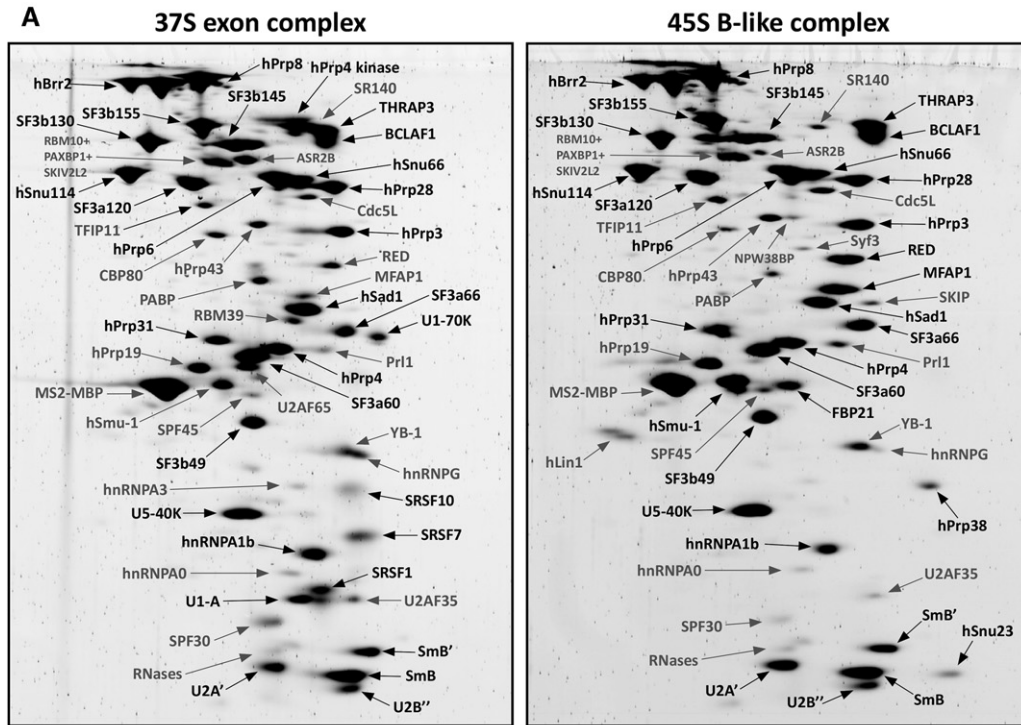 A
37S exon complex
hPrp8
hBrr2
hPrp4 kinase
SR140
SF3b145
SF3b155
THRAP3
SF3b130
BCLAF1
RBM10+
PAXBP1+
ASR2B
SKIV2L2
hSnu66
hSnu114
hPrp28
SF3a120
Cdc5L
TFIP11
hPrp6
hPrp3
CBP80
hPrp43
RED
PABP
MFAP1
hSad1
SF3a66
RBM39
U1-70K
hPrp31
hPrp19
Prl1
hPrp4
MS2-MBP
SF3a60
hSmu-1
U2AF65
SPF45
YB-1
SF3b49
hnRNPG
hnRNPA3
SRSF10
U5-40K
SRSF7
hnRNPA1b
hnRNPA0
SRSF1
U1-A
U2AF35
SPF30
SmB'
RNases
SmB
U2A'
U2B''
45S B-like complex
hPrp8
hBrr2
SF3b145
SR140
SF3b155
THRAP3
SF3b130
BCLAF1
RBM10+
PAXBP1+
ASR2B
SKIV2L2
hSnu66
hSnu114
hPrp28
SF3a120
Cdc5L
TFIP11
hPrp6
hPrp3
Syf3
CBP80
hPrp43
NPW38BP
RED
PABP
MFAP1
SKIP
hSad1
hPrp31
SF3a66
hPrp19
Prl1
hPrp4
MS2-MBP
SF3a60
hSmu-1
FBP21
SPF45
YB-1
hLin1
SF3b49
hnRNPG
U5-40K
hPrp38
hnRNPA1b
hnRNPA0
U2AF35
SPF30
SmB'
hSnu23
RNases
U2A'
SmB
U2B''